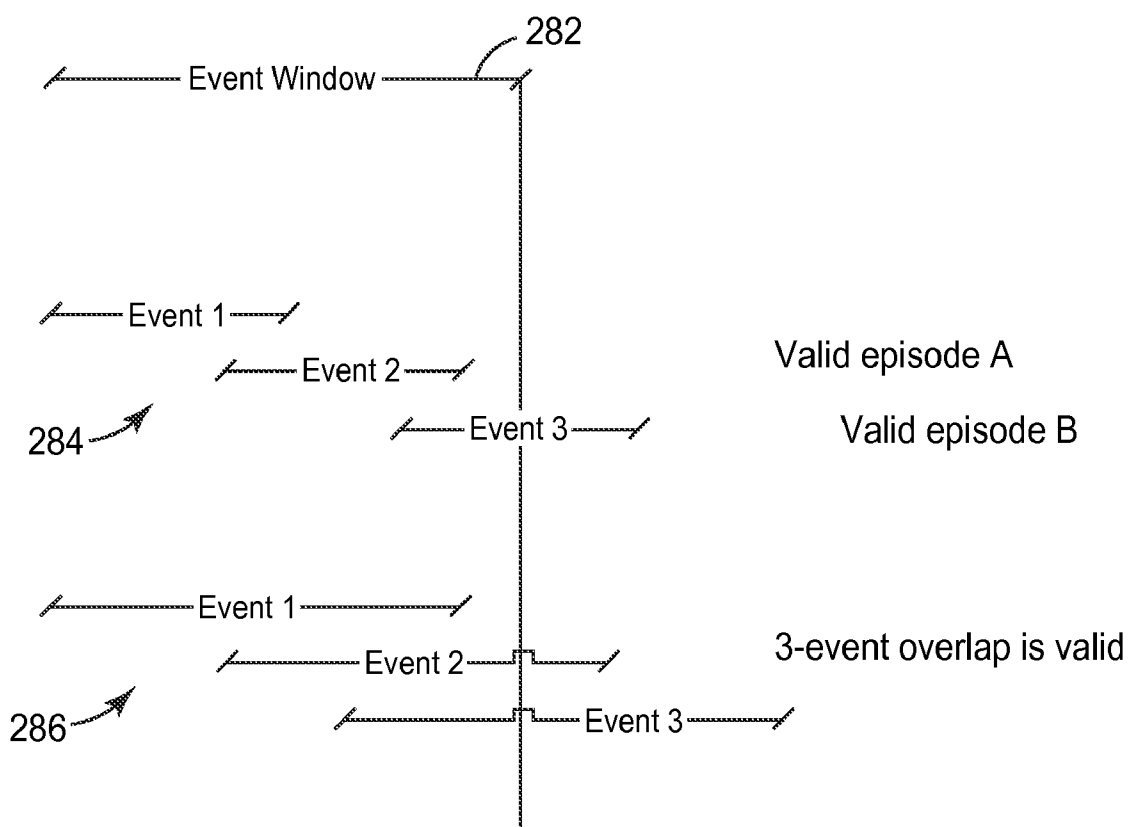 282
Event Window
Event 1
Event 2
Valid episode A
284
Event 3
Valid episode B
Event 1
Event 2
3-event overlap is valid
286
Event 3